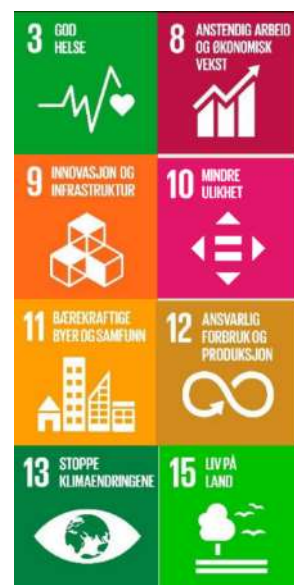 3 GOD
HELSE
8 ANSTENDIG ARBEID
OG ØKONOMISK
VEKST
9 INNOVASJON OG
INFRASTRUKTUR
10 MINDRE
ULIKHET
11 BÆREKRAFTIGE
BYER OG SAMFUNN
12 ANSVARLIG
FORBRUK OG
PRODUKSJON
13 STOPPE
KLIMAENDRINGENE
15 LIV PÅ
LAND